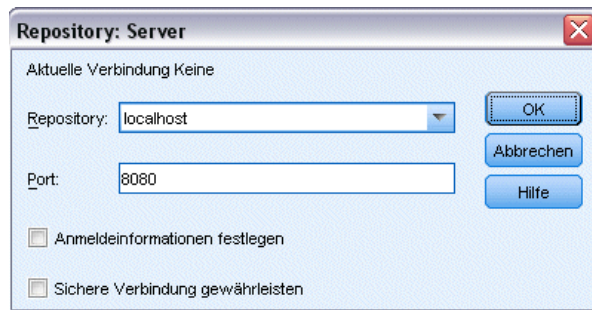 Repository: Server
Aktuelle Verbindung Keine
Repository: localhost
OK
Abbrechen
Port: 8080
Hilfe
Anmeldeinformationen festlegen
Sichere Verbindung gewährleisten